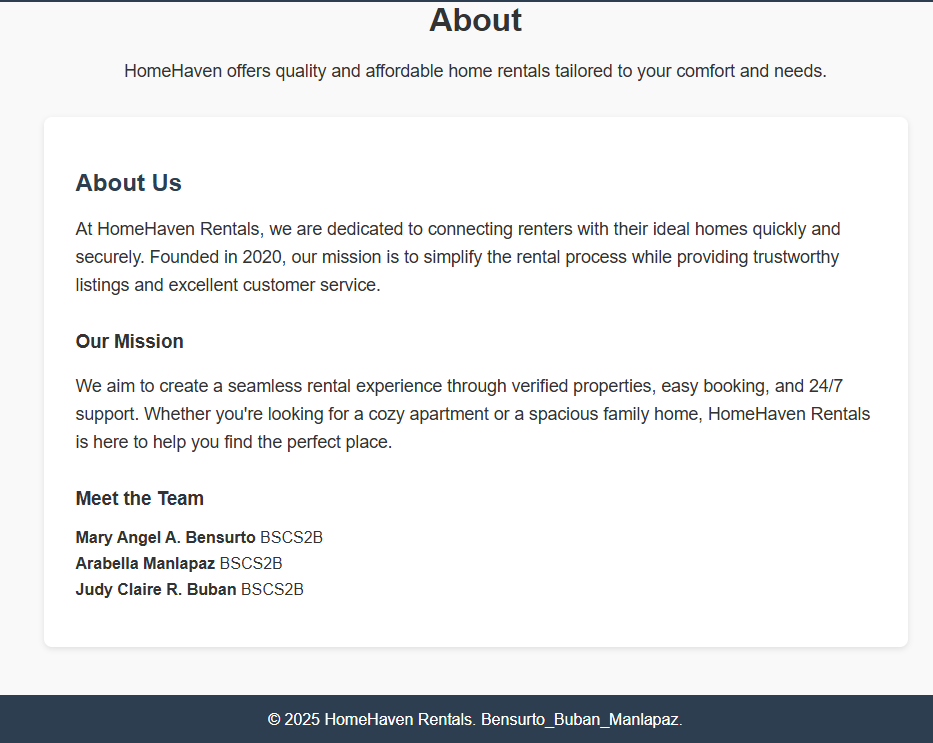 About
HomeHaven offers quality and affordable home rentals tailored to your comfort and needs.
About Us
At HomeHaven Rentals, we are dedicated to connecting renters with their ideal homes quickly and
securely. Founded in 2020, our mission is to simplify the rental process while providing trustworthy
listings and excellent customer service.
Our Mission
We aim to create a seamless rental experience through verified properties, easy booking, and 24/7
support. Whether you're looking for a cozy apartment or a spacious family home, HomeHaven Rentals
is here to help you find the perfect place.
Meet the Team
Mary Angel A. Bensurto BSCS2B
Arabella Manlapaz BSCS2B
Judy Claire R. Buban BSCS2B
© 2025 HomeHaven Rentals. Bensurto_Buban_Manlapaz.